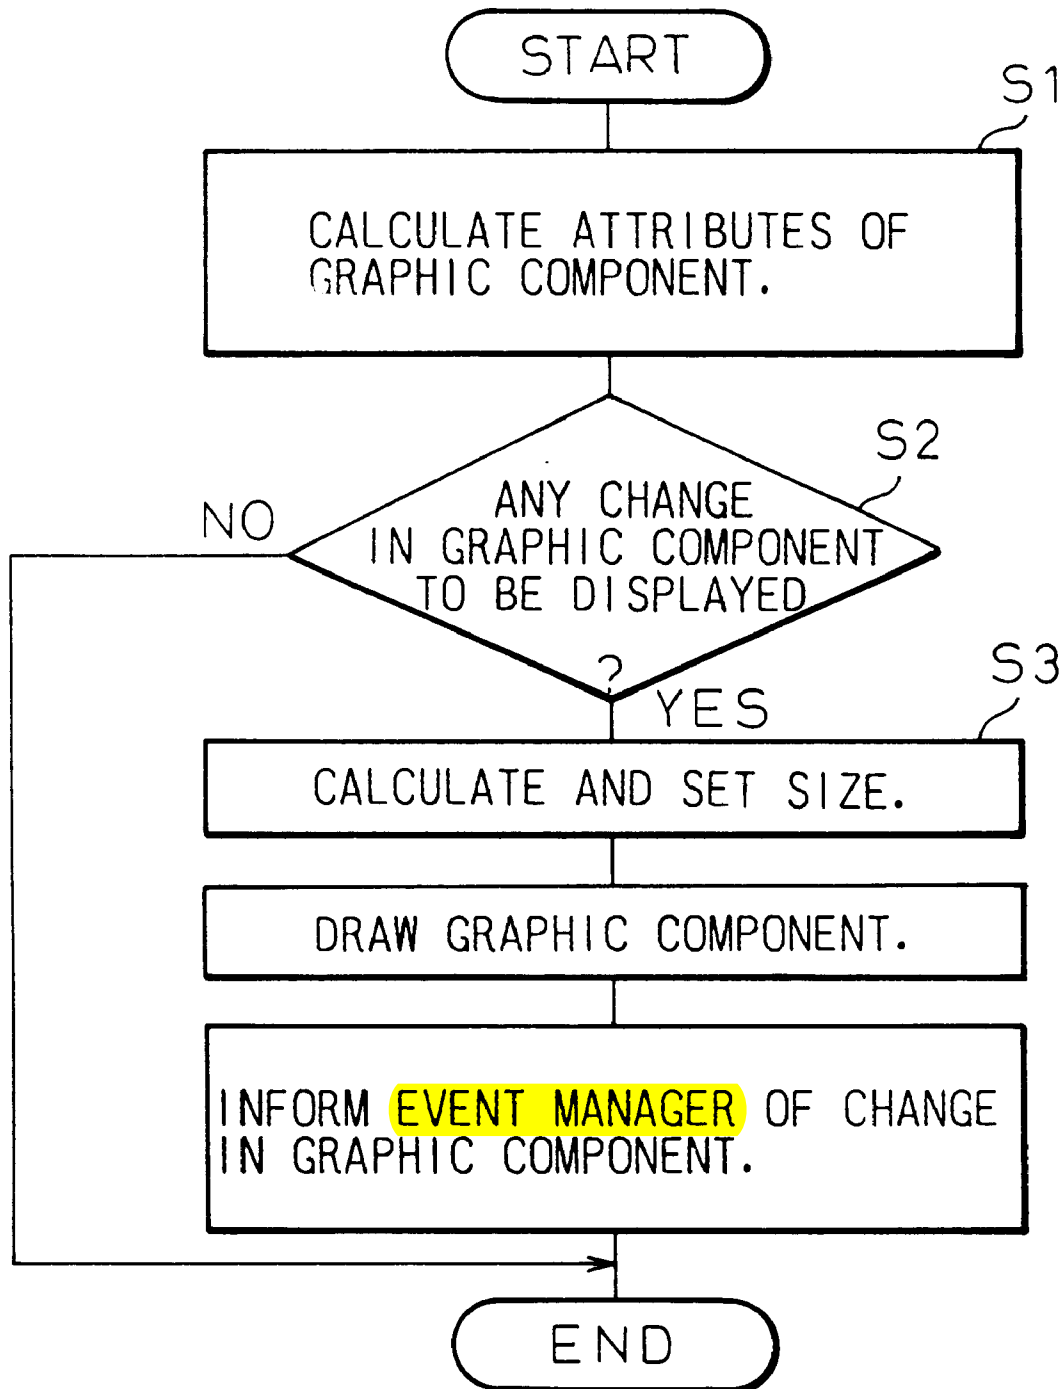 START
S1
CALCULATE ATTRIBUTES OF
GRAPHIC COMPONENT.
S2
NO
ANY CHANGE
IN GRAPHIC COMPONENT
TO BE DISPLAYED
?
YES
S3
CALCULATE AND SET SIZE.
DRAW GRAPHIC COMPONENT.
INFORM EVENT MANAGER OF CHANGE
IN GRAPHIC COMPONENT.
END